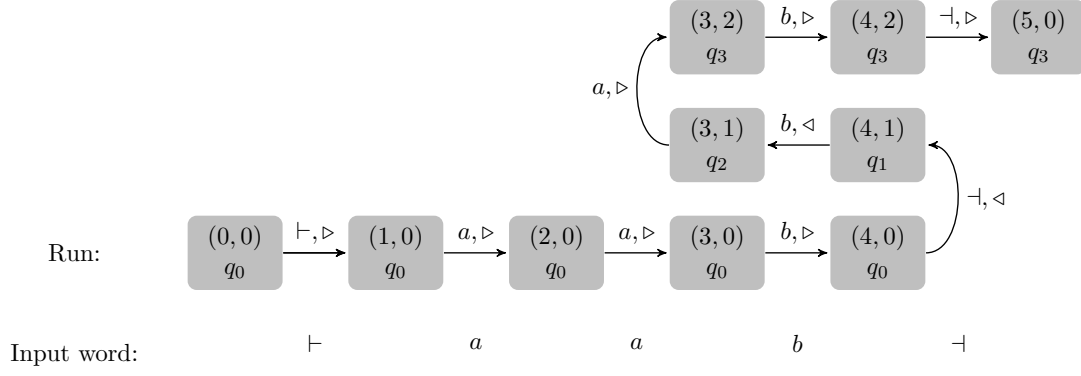 (3, 2) b, ▹ (4, 2) ⊣, ▹ (5, 0)
q₃ q₃ q₃
a, ▹
(3, 1) b, ◃ (4, 1)
q₂ q₁
⊣, ◃
Run: (0, 0) ⊢, ▹ (1, 0) a, ▹ (2, 0) a, ▹ (3, 0) b, ▹ (4, 0)
q₀ q₀ q₀ q₀ q₀
Input word: ⊢ a a b ⊣